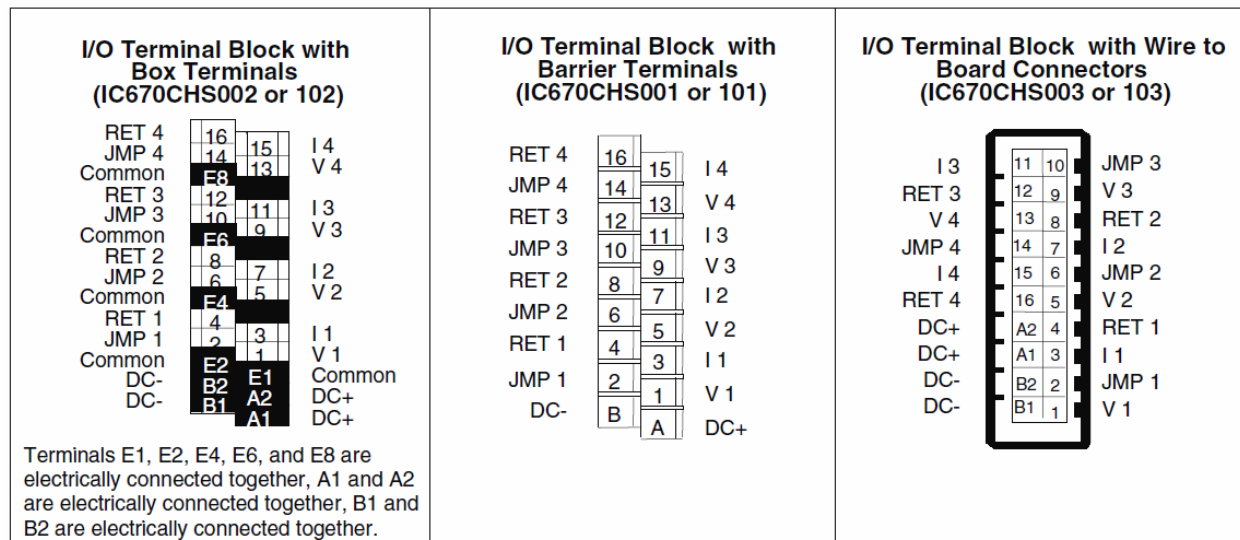 I/O Terminal Block with
Box Terminals
(IC670CHS002 or 102)
RET 4 16 15 I 4
JMP 4 14 13 V 4
Common E8
RET 3 12 11 I 3
JMP 3 10 9 V 3
Common E6
RET 2 8 7 I 2
JMP 2 6 5 V 2
Common E4
RET 1 4 3 I 1
JMP 1 2 1 V 1
Common E2 E1 Common
DC- B2 A2 DC+
DC- B1 A1 DC+
Terminals E1, E2, E4, E6, and E8 are
electrically connected together, A1 and A2
are electrically connected together, B1 and
B2 are electrically connected together.
I/O Terminal Block with
Barrier Terminals
(IC670CHS001 or 101)
RET 4 16 15 I 4
JMP 4 14 13 V 4
RET 3 12 11 I 3
JMP 3 10 9 V 3
RET 2 8 7 I 2
JMP 2 6 5 V 2
RET 1 4 3 I 1
JMP 1 2 1 V 1
DC- B A DC+
I/O Terminal Block with Wire to
Board Connectors
(IC670CHS003 or 103)
I 3 11 10 JMP 3
RET 3 12 9 V 3
V 4 13 8 RET 2
JMP 4 14 7 I 2
I 4 15 6 JMP 2
RET 4 16 5 V 2
DC+ A2 4 RET 1
DC+ A1 3 I 1
DC- B2 2 JMP 1
DC- B1 1 V 1